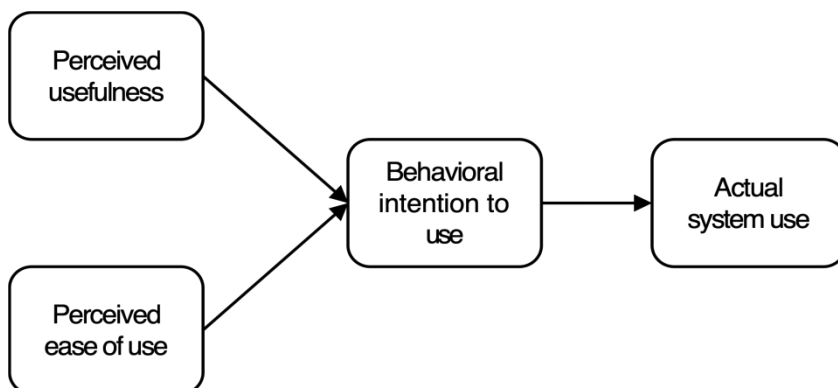 Perceived
usefulness
Behavioral
intention to
use
Actual
system use
Perceived
ease of use